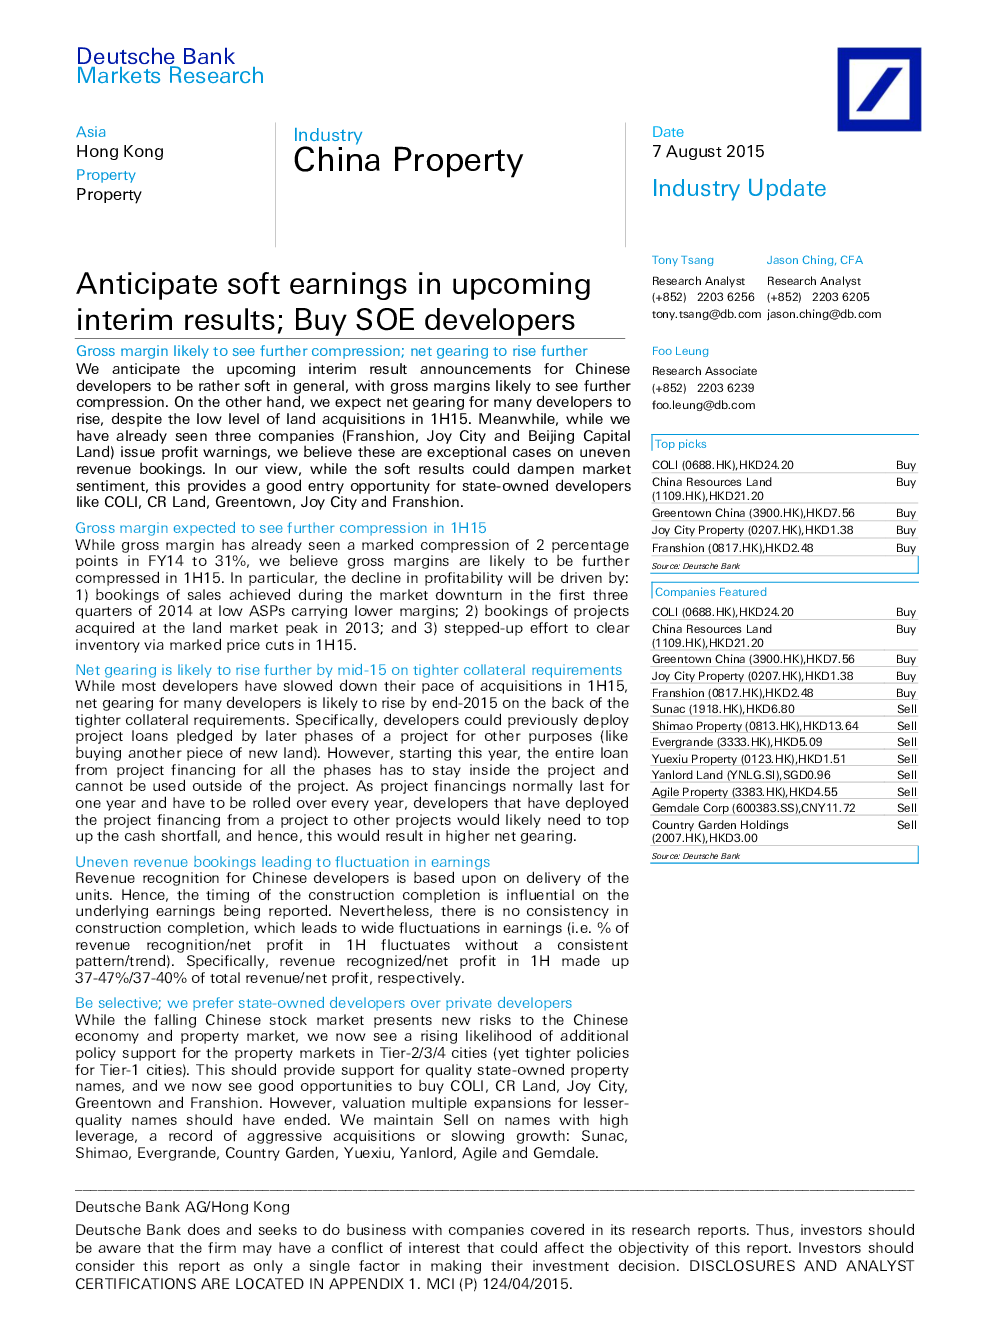 Deutsche Bank
Markets Research
Asia
Hong Kong
Property
Property
Industry
China Property
Date
7 August 2015
Industry Update
Anticipate soft earnings in upcoming
interim results; Buy SOE developers
Gross margin likely to see further compression; net gearing to rise further
We anticipate the upcoming interim result announcements for Chinese
developers to be rather soft in general, with gross margins likely to see further
compression. On the other hand, we expect net gearing for many developers to
rise, despite the low level of land acquisitions in 1H15. Meanwhile, while we
have already seen three companies (Franshion, Joy City and Beijing Capital
Land) issue profit warnings, we believe these are exceptional cases on uneven
revenue bookings. In our view, while the soft results could dampen market
sentiment, this provides a good entry opportunity for state-owned developers
like COLI, CR Land, Greentown, Joy City and Franshion.
Gross margin expected to see further compression in 1H15
While gross margin has already seen a marked compression of 2 percentage
points in FY14 to 31%, we believe gross margins are likely to be further
compressed in 1H15. In particular, the decline in profitability will be driven by:
1) bookings of sales achieved during the market downturn in the first three
quarters of 2014 at low ASPs carrying lower margins; 2) bookings of projects
acquired at the land market peak in 2013; and 3) stepped-up effort to clear
inventory via marked price cuts in 1H15.
Net gearing is likely to rise further by mid-15 on tighter collateral requirements
While most developers have slowed down their pace of acquisitions in 1H15,
net gearing for many developers is likely to rise by end-2015 on the back of the
tighter collateral requirements. Specifically, developers could previously deploy
project loans pledged by later phases of a project for other purposes (like
buying another piece of new land). However, starting this year, the entire loan
from project financing for all the phases has to stay inside the project and
cannot be used outside of the project. As project financings normally last for
one year and have to be rolled over every year, developers that have deployed
the project financing from a project to other projects would likely need to top
up the cash shortfall, and hence, this would result in higher net gearing.
Uneven revenue bookings leading to fluctuation in earnings
Revenue recognition for Chinese developers is based upon on delivery of the
units. Hence, the timing of the construction completion is influential on the
underlying earnings being reported. Nevertheless, there is no consistency in
construction completion, which leads to wide fluctuations in earnings (i.e. % of
revenue recognition/net profit in 1H fluctuates without a consistent
pattern/trend). Specifically, revenue recognized/net profit in 1H made up
37-47%/37-40% of total revenue/net profit, respectively.
Be selective; we prefer state-owned developers over private developers
While the falling Chinese stock market presents new risks to the Chinese
economy and property market, we now see a rising likelihood of additional
policy support for the property markets in Tier-2/3/4 cities (yet tighter policies
for Tier-1 cities). This should provide support for quality state-owned property
names, and we now see good opportunities to buy COLI, CR Land, Joy City,
Greentown and Franshion. However, valuation multiple expansions for lesser-
quality names should have ended. We maintain Sell on names with high
leverage, a record of aggressive acquisitions or slowing growth: Sunac,
Shimao, Evergrande, Country Garden, Yuexiu, Yanlord, Agile and Gemdale.
Tony Tsang
Research Analyst
(+852) 2203 6256
tony.tsang@db.com
Jason Ching, CFA
Research Analyst
(+852) 2203 6205
jason.ching@db.com
Foo Leung
Research Associate
(+852) 2203 6239
foo.leung@db.com
Top picks
COLI (0688.HK),HKD24.20 Buy
China Resources Land
(1109.HK),HKD21.20 Buy
Greentown China (3900.HK),HKD7.56 Buy
Joy City Property (0207.HK),HKD1.38 Buy
Franshion (0817.HK),HKD2.48 Buy
Source: Deutsche Bank
Companies Featured
COLI (0688.HK),HKD24.20 Buy
China Resources Land
(1109.HK),HKD21.20 Buy
Greentown China (3900.HK),HKD7.56 Buy
Joy City Property (0207.HK),HKD1.38 Buy
Franshion (0817.HK),HKD2.48 Buy
Sunac (1918.HK),HKD6.80 Sell
Shimao Property (0813.HK),HKD13.64 Sell
Evergrande (3333.HK),HKD5.09 Sell
Yuexiu Property (0123.HK),HKD1.51 Sell
Yanlord Land (YNLG.SI),SGD0.96 Sell
Agile Property (3383.HK),HKD4.55 Sell
Gemdale Corp (600383.SS),CNY11.72 Sell
Country Garden Holdings
(2007.HK),HKD3.00 Sell
Source: Deutsche Bank
Deutsche Bank AG/Hong Kong
Deutsche Bank does and seeks to do business with companies covered in its research reports. Thus, investors should
be aware that the firm may have a conflict of interest that could affect the objectivity of this report. Investors should
consider this report as only a single factor in making their investment decision. DISCLOSURES AND ANALYST
CERTIFICATIONS ARE LOCATED IN APPENDIX 1. MCI (P) 124/04/2015.